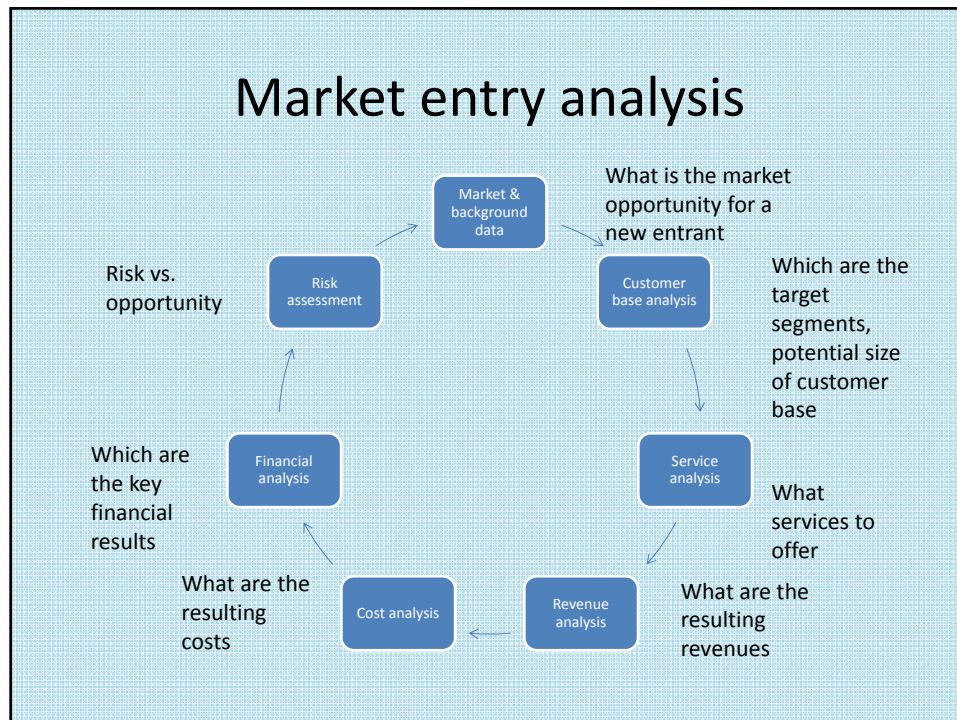 Market entry analysis
Market &
background
data
What is the market
opportunity for a
new entrant
Customer
base analysis
Which are the
target
segments,
potential size
of customer
base
Service
analysis
What
services to
offer
Revenue
analysis
What are the
resulting
revenues
Cost analysis
What are the
resulting
costs
Financial
analysis
Which are
the key
financial
results
Risk
assessment
Risk vs.
opportunity